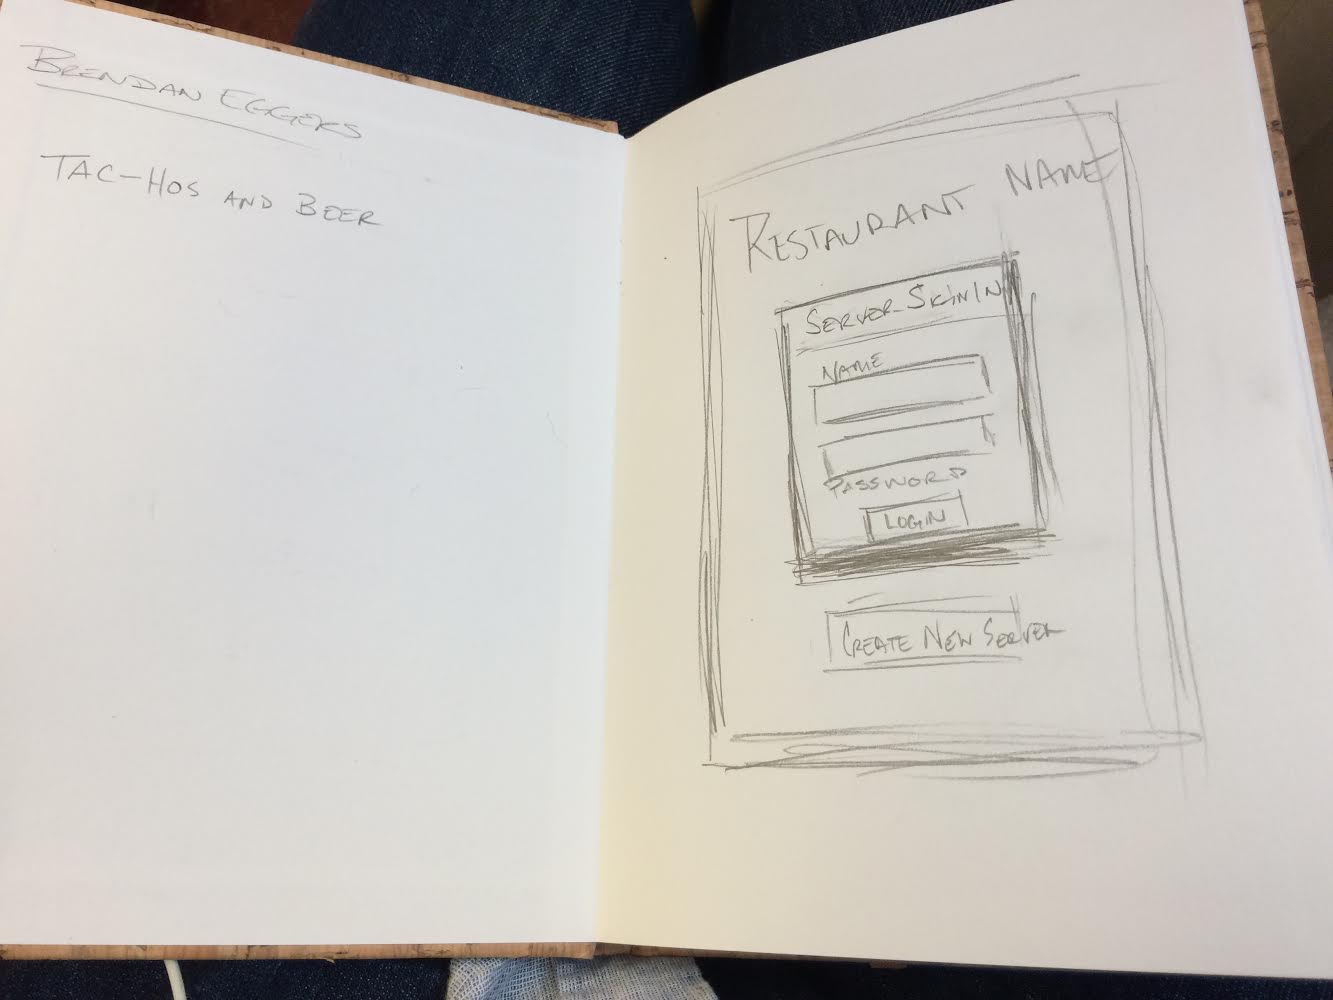 BRENDAN EGGERS
TAC-HOS AND BEER
RESTAURANT NAME
SERVER SIGN IN
NAME
PASSWORD
LOGIN
CREATE NEW SERVER